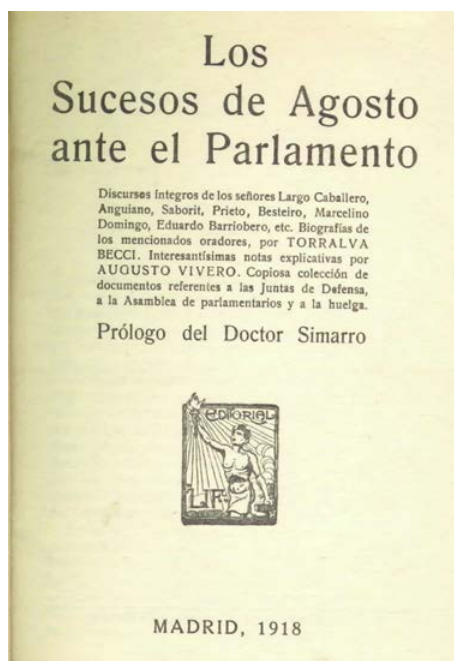 Los
Sucesos de Agosto
ante el Parlamento
Discursos íntegros de los señores Largo Caballero,
Anguiano, Saborit, Prieto, Besteiro, Marcelino
Domingo, Eduardo Barriobero, etc. Biografías de
los mencionados oradores, por TORRALVA
BECCI. Interesantísimas notas explicativas por
AUGUSTO VIVERO. Copiosa colección de
documentos referentes a las Juntas de Defensa,
a la Asamblea de parlamentarios y a la huelga.
Prólogo del Doctor Simarro
EDITORIAL
MADRID, 1918